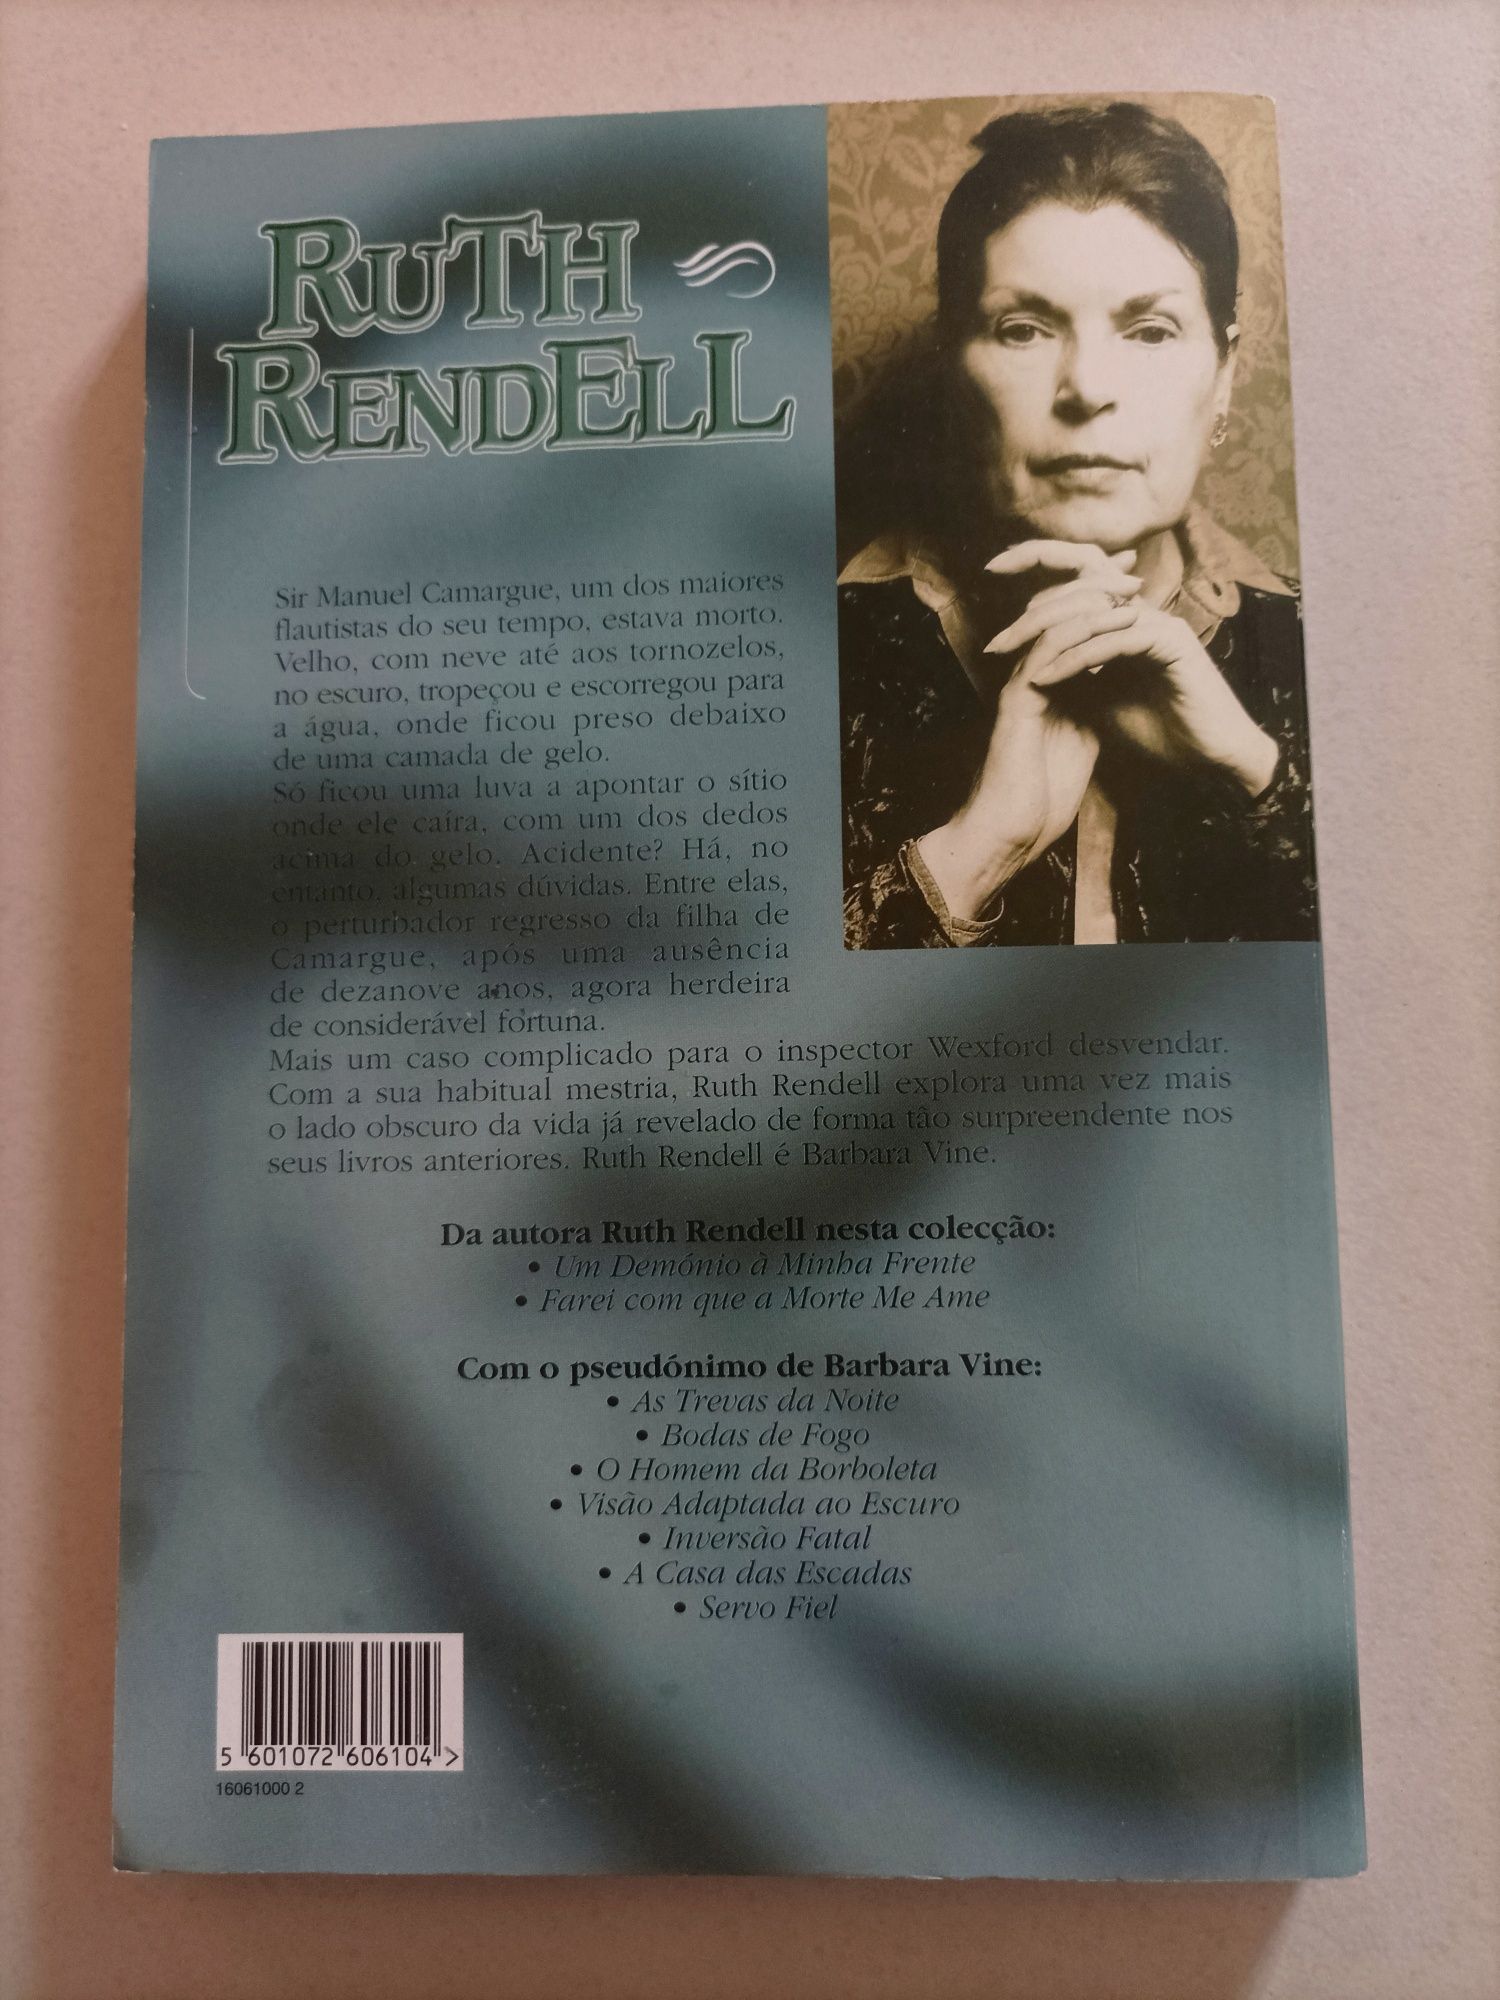 RUTH
RENDELL
Sir Manuel Camargue, um dos maiores
flautistas do seu tempo, estava morto.
Velho, com neve até aos tornozelos,
no escuro, tropeçou e escorregou para
a água, onde ficou preso debaixo
de uma camada de gelo.
Só ficou uma luva a apontar o sítio
onde ele caíra, com um dos dedos
acima do gelo. Acidente? Há, no
entanto, algumas dúvidas. Entre elas,
o perturbador regresso da filha de
Camargue, após uma ausência
de dezanove anos, agora herdeira
de considerável fortuna.
Mais um caso complicado para o inspector Wexford desvendar.
Com a sua habitual mestria, Ruth Rendell explora uma vez mais
o lado obscuro da vida já revelado de forma tão surpreendente nos
seus livros anteriores. Ruth Rendell é Barbara Vine.
Da autora Ruth Rendell nesta colecção:
• Um Demónio à Minha Frente
• Farei com que a Morte Me Ame
Com o pseudónimo de Barbara Vine:
• As Trevas da Noite
• Bodas de Fogo
• O Homem da Borboleta
• Visão Adaptada ao Escuro
• Inversão Fatal
• A Casa das Escadas
• Servo Fiel
5 601072 606104 >
16061000 2